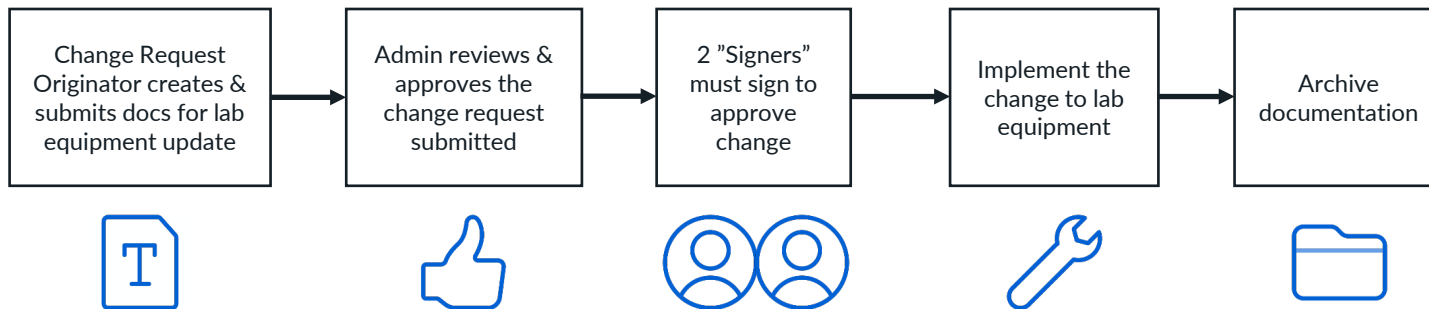 Change Request
Originator creates &
submits docs for lab
equipment update
Admin reviews &
approves the
change request
submitted
2 ”Signers”
must sign to
approve
change
Implement the
change to lab
equipment
Archive
documentation
T